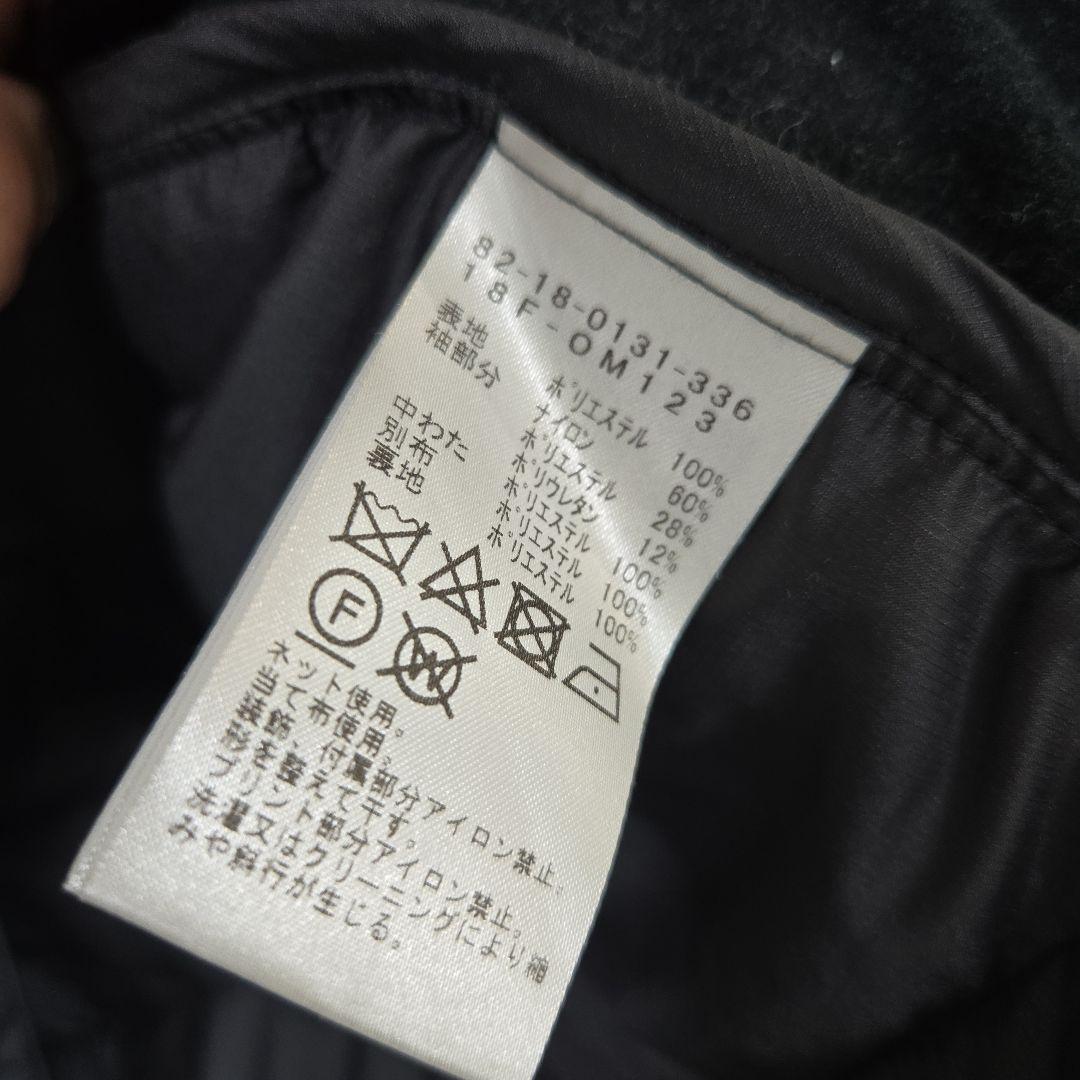 82-18-0131-336
18F-OM123
表地 ポリエステル 100%
袖部分 ナイロン 60%
ポリエステル 28%
ポリウレタン 12%
中わた ポリエステル 100%
別布 ポリエステル 100%
裏地 ポリエステル 100%
F
W
ネット使用。
当て布使用。
装飾、付属部分アイロン禁止。
形を整えて干す。
プリント部分アイロン禁止。
洗濯又はクリーニングにより縮
みや斜行が生じる。